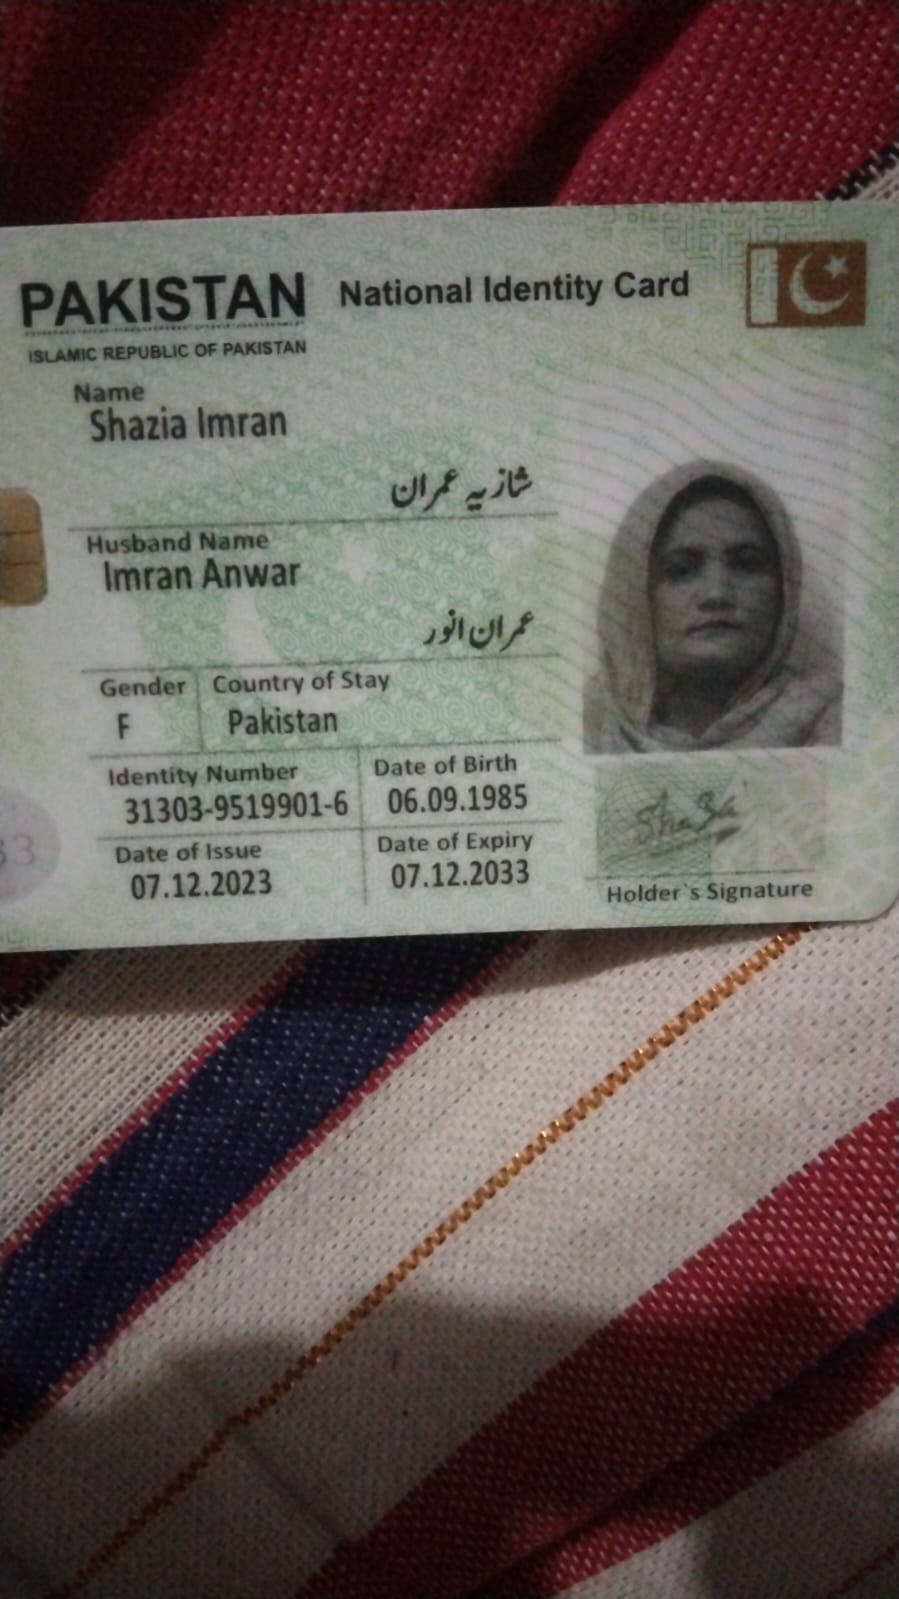 PAKISTAN National Identity Card
ISLAMIC REPUBLIC OF PAKISTAN
Name
Shazia Imran
شازیہ عمران
Husband Name
Imran Anwar
عمران انور
Gender Country of Stay
F Pakistan
Identity Number Date of Birth
31303-9519901-6 06.09.1985
Date of Issue Date of Expiry
07.12.2023 07.12.2033
Holder`s Signature